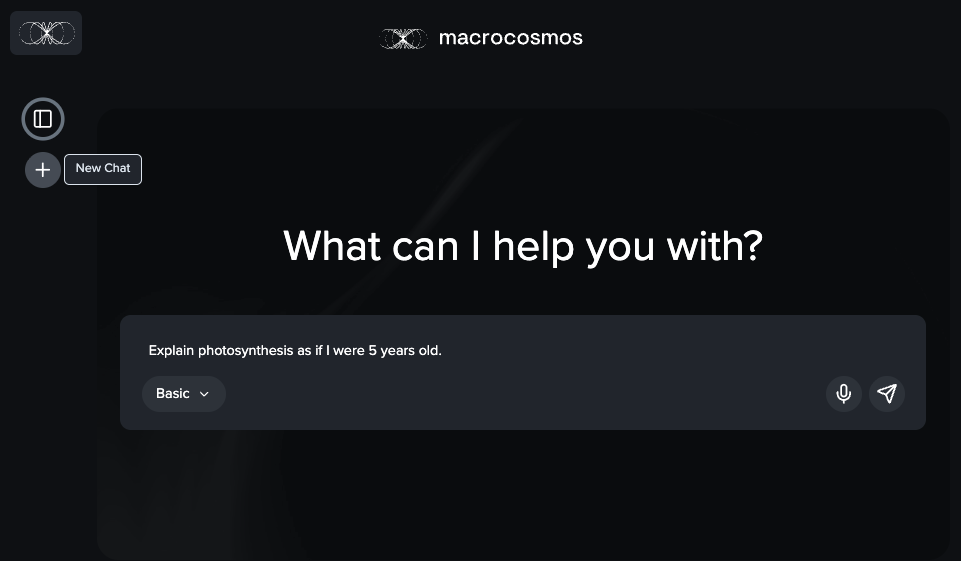 macrocosmos
New Chat
What can I help you with?
Explain photosynthesis as if I were 5 years old.
Basic